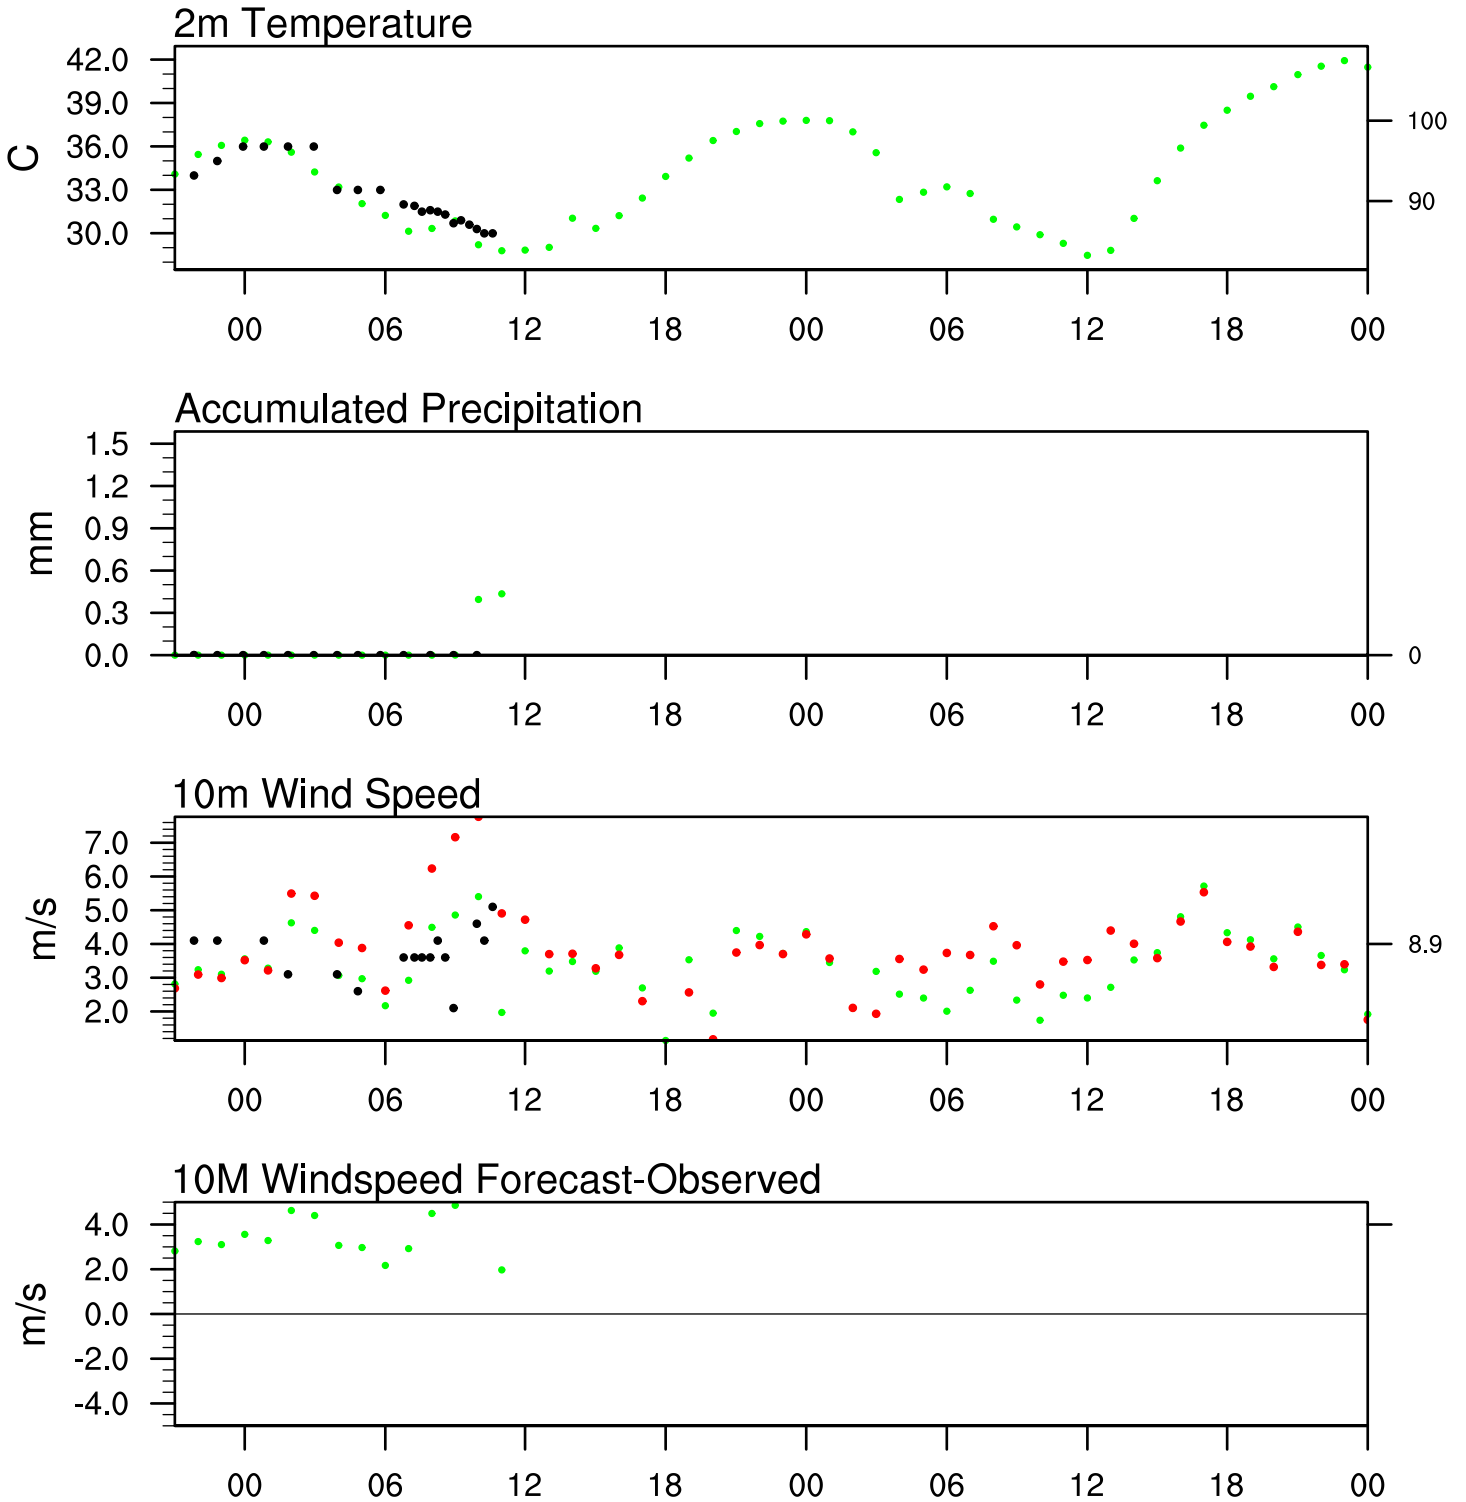 2m Temperature
42.0
39.0
36.0
33.0
30.0
C
100
90
00 06 12 18 00 06 12 18 00
Accumulated Precipitation
1.5
1.2
0.9
0.6
0.3
0.0
mm
0
00 06 12 18 00 06 12 18 00
10m Wind Speed
7.0
6.0
5.0
4.0
3.0
2.0
m/s
8.9
00 06 12 18 00 06 12 18 00
10M Windspeed Forecast-Observed
4.0
2.0
0.0
-2.0
-4.0
m/s
00 06 12 18 00 06 12 18 00